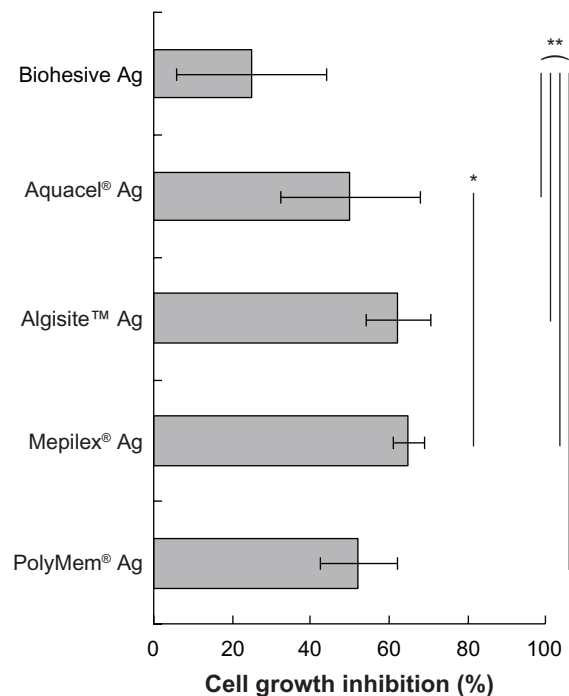 **
Biohesive Ag
Aquacel® Ag
*
Algisite™ Ag
Mepilex® Ag
PolyMem® Ag
0 20 40 60 80 100
Cell growth inhibition (%)